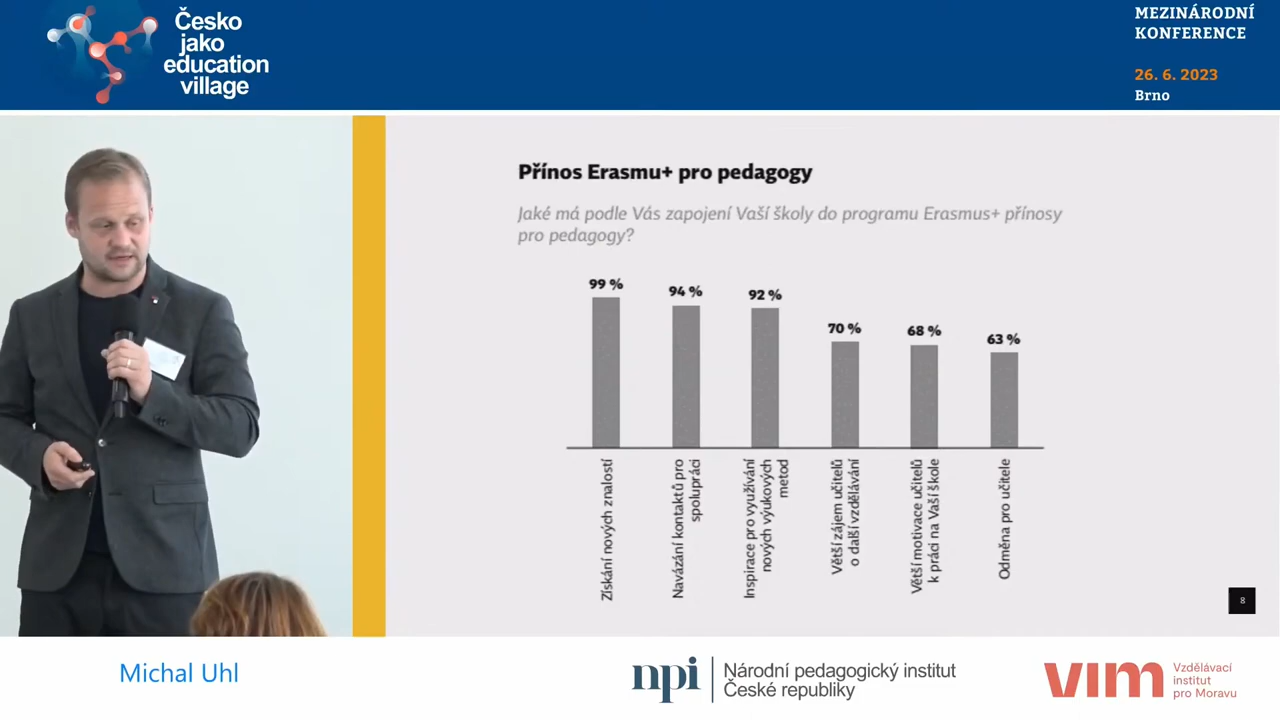 Česko
jako
education
village
MEZINÁRODNÍ
KONFERENCE
26. 6. 2023
Brno
Přínos Erasmu+ pro pedagogy
Jaké má podle Vás zapojení Vaší školy do programu Erasmus+ přínosy
pro pedagogy?
99 %
94 %
92 %
70 %
68 %
63 %
Získání nových znalostí
Navázání kontaktů pro
spolupráci
Inspirace pro využívání
nových výukových
metod
Větší zájem učitelů
o další vzdělávání
Větší motivace učitelů
k práci na Vaší škole
Odměna pro učitele
8
Michal Uhl
npi
Národní pedagogický institut
České republiky
vim
Vzdělávací
institut
pro Moravu